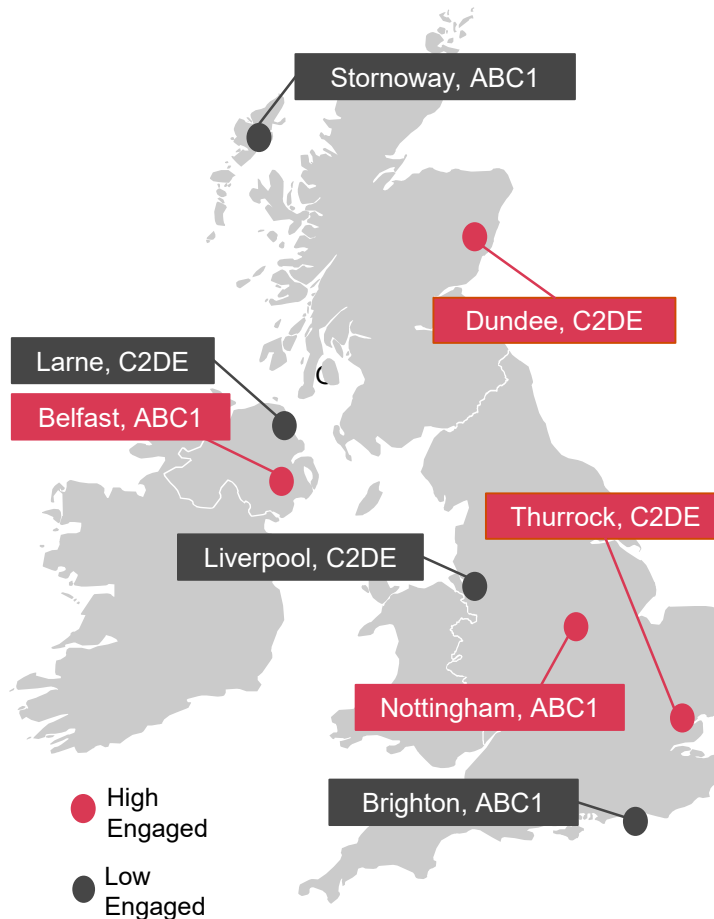 Stornoway, ABC1
Dundee, C2DE
Larne, C2DE
Belfast, ABC1
Thurrock, C2DE
Liverpool, C2DE
Nottingham, ABC1
Brighton, ABC1
High
Engaged
Low
Engaged